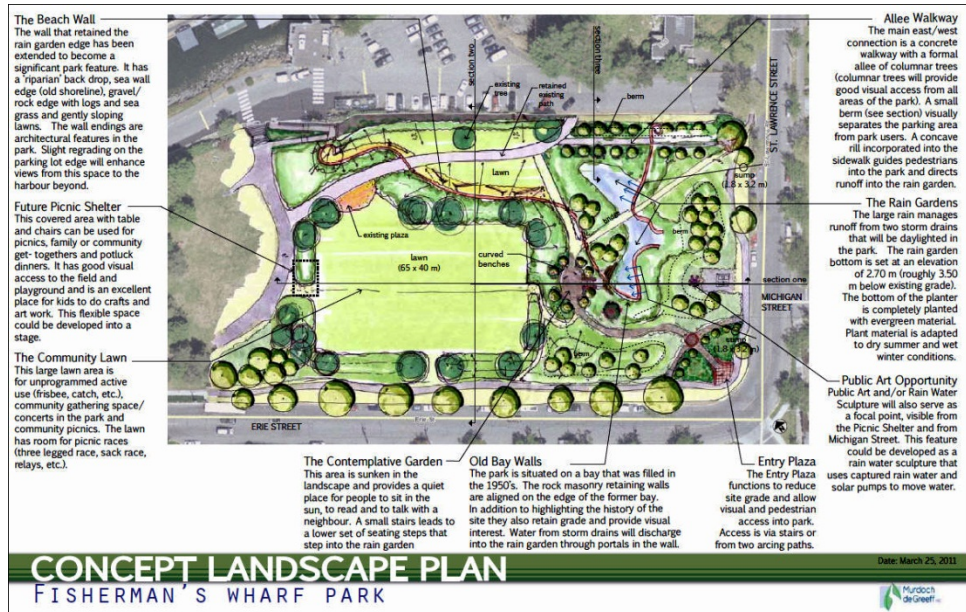 The Beach Wall
The wall that retained the
rain garden edge has been
extended to become a
significant park feature. It has
a 'riparian' back drop, sea wall
edge (old shoreline), gravel/
rock edge with logs and sea
grass and gently sloping
lawns. The wall endings are
architectural features in the
park. Slight regrading on the
parking lot edge will enhance
views from this space to the
harbour beyond.
Future Picnic Shelter
This covered area with table
and chairs can be used for
picnics, family or community
get- togethers and potluck
dinners. It has good visual
access to the field and
playground and is an excellent
place for kids to do crafts and
art work. This flexible space
could be developed into a
stage.
The Community Lawn
This large lawn area is
for unprogrammed active
use (frisbee, catch, etc.),
community gathering space/
concerts in the park and
community picnics. The lawn
has room for picnic races
(three legged race, sack race,
relays, etc.).
section two
section three
existing
tree
retained
existing
path
berm
lawn
existing plaza
lawn
(65 x 40 m)
curved
benches
sump
(1.8 x 3.2 m)
berm
section one
ST. LAWRENCE STREET
MICHIGAN
STREET
sump
ERIE STREET
Allee Walkway
The main east/west
connection is a concrete
walkway with a formal
allee of columnar trees
(columnar trees will provide
good visual access from all
areas of the park). A small
berm (see section) visually
separates the parking area
from park users. A concave
rill incorporated into the
sidewalk guides pedestrians
into the park and directs
runoff into the rain garden.
The Rain Gardens
The large rain manages
runoff from two storm drains
that will be daylighted in
the park. The rain garden
bottom is set at an elevation
of 2.70 m (roughly 3.50
m below existing grade).
The bottom of the planter
is completely planted
with evergreen material.
Plant material is adapted
to dry summer and wet
winter conditions.
Public Art Opportunity
Public Art and/or Rain Water
Sculpture will also serve as
a focal point, visible from
the Picnic Shelter and from
Michigan Street. This feature
could be developed as a
rain water sculpture that
uses captured rain water and
solar pumps to move water.
The Contemplative Garden
This area is sunken in the
landscape and provides a quiet
place for people to sit in the
sun, to read and to talk with a
neighbour. A small stairs leads to
a lower set of seating steps that
step into the rain garden
Old Bay Walls
The park is situated on a bay that was filled in
the 1950's. The rock masonry retaining walls
are aligned on the edge of the former bay.
In addition to highlighting the history of the
site they also retain grade and provide visual
interest. Water from storm drains will discharge
into the rain garden through portals in the wall.
Entry Plaza
The Entry Plaza
functions to reduce
site grade and allow
visual and pedestrian
access into park.
Access is via stairs or
from two arcing paths.
CONCEPT LANDSCAPE PLAN
FISHERMAN'S WHARF PARK
Date: March 25, 2011
Murdoch
deGreeff